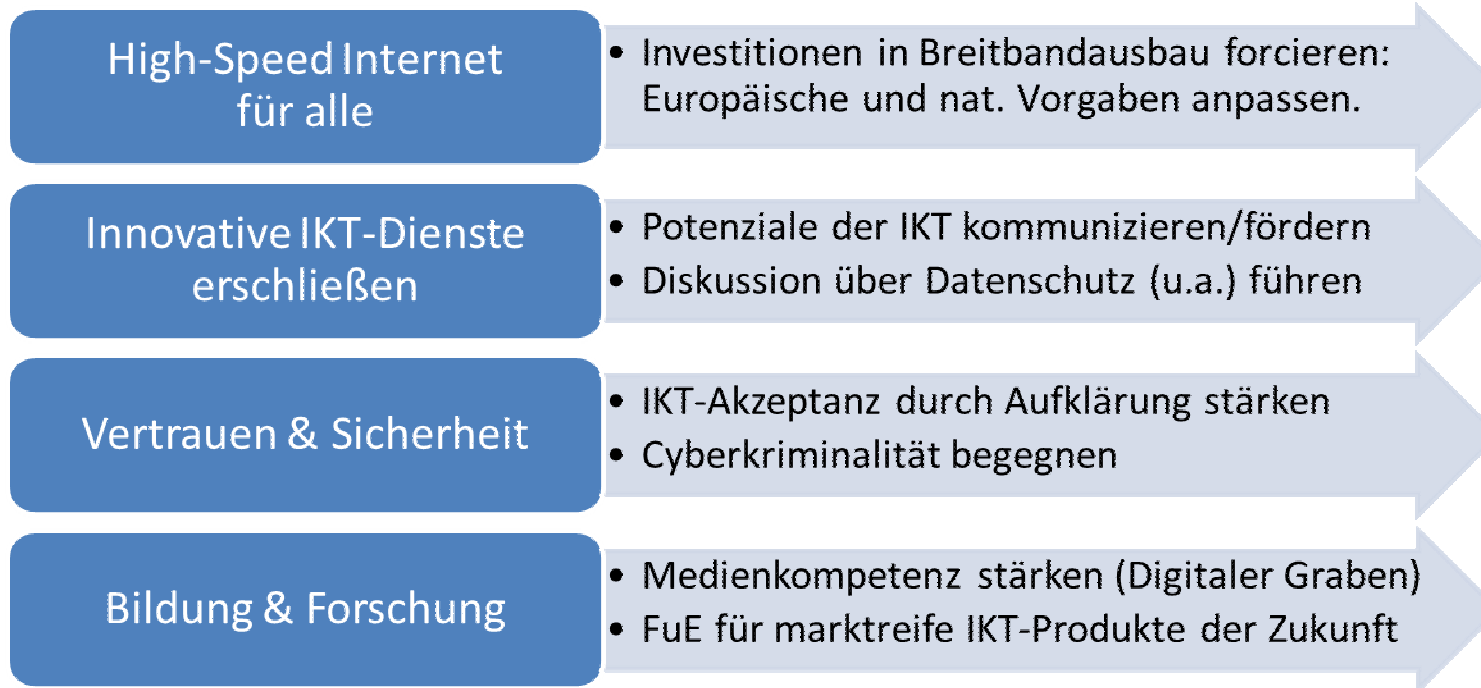 High-Speed Internet
für alle
• Investitionen in Breitbandausbau forcieren:
Europäische und nat. Vorgaben anpassen.
Innovative IKT-Dienste
erschließen
• Potenziale der IKT kommunizieren/fördern
• Diskussion über Datenschutz (u.a.) führen
Vertrauen & Sicherheit
• IKT-Akzeptanz durch Aufklärung stärken
• Cyberkriminalität begegnen
Bildung & Forschung
• Medienkompetenz stärken (Digitaler Graben)
• FuE für marktreife IKT-Produkte der Zukunft